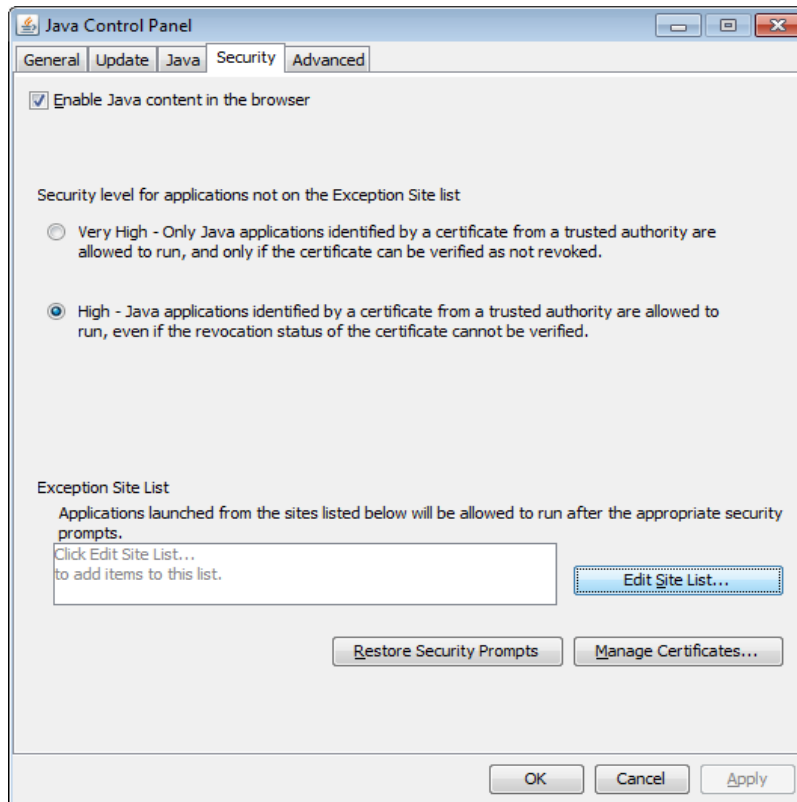 Java Control Panel
General Update Java Security Advanced
Enable Java content in the browser
Security level for applications not on the Exception Site list
Very High - Only Java applications identified by a certificate from a trusted authority are
allowed to run, and only if the certificate can be verified as not revoked.
High - Java applications identified by a certificate from a trusted authority are allowed to
run, even if the revocation status of the certificate cannot be verified.
Exception Site List
Applications launched from the sites listed below will be allowed to run after the appropriate security
prompts.
Click Edit Site List...
to add items to this list.
Edit Site List...
Restore Security Prompts Manage Certificates...
OK Cancel Apply